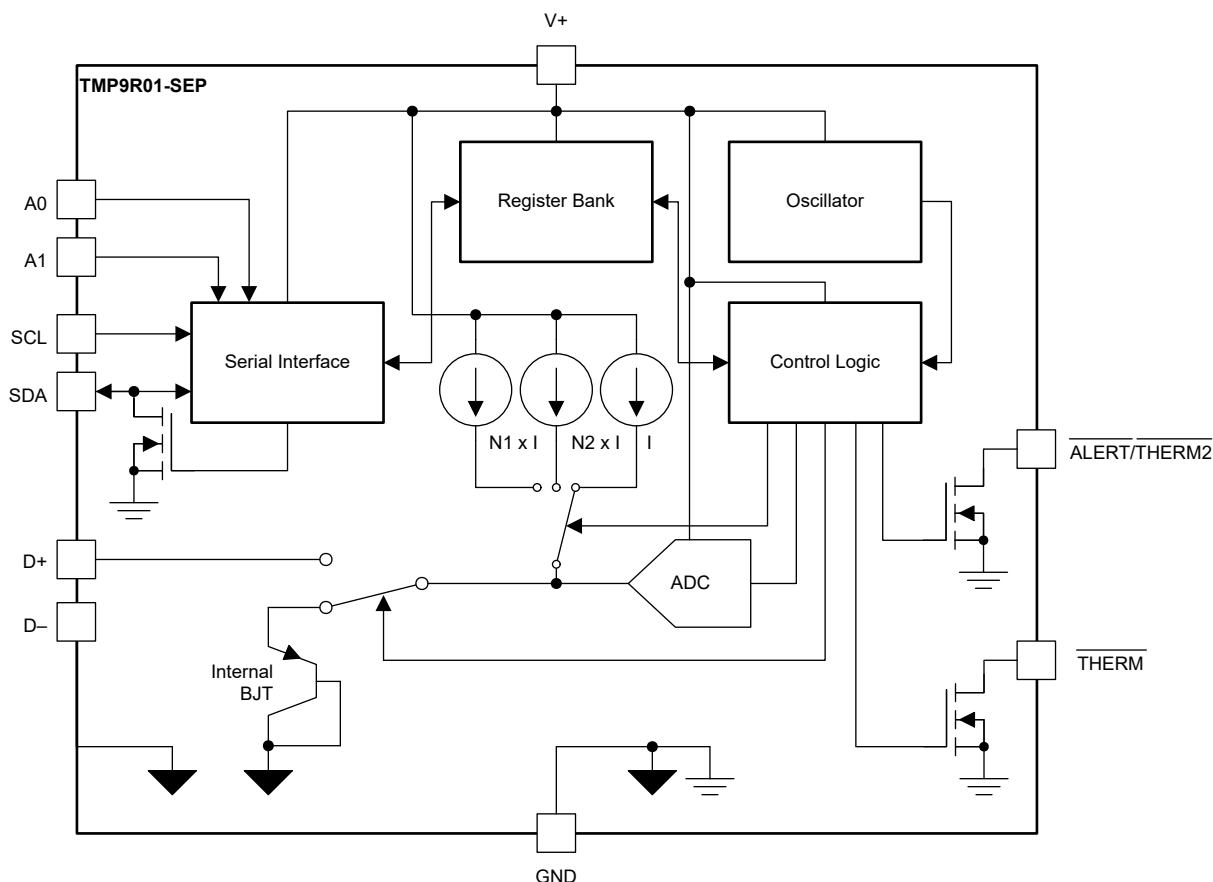 V+
TMP9R01-SEP
A0
A1
SCL
SDA
D+
D–
Register Bank
Oscillator
Serial Interface
Control Logic
N1 x I
N2 x I
I
ADC
Internal
BJT
ALERT/THERM2
THERM
GND